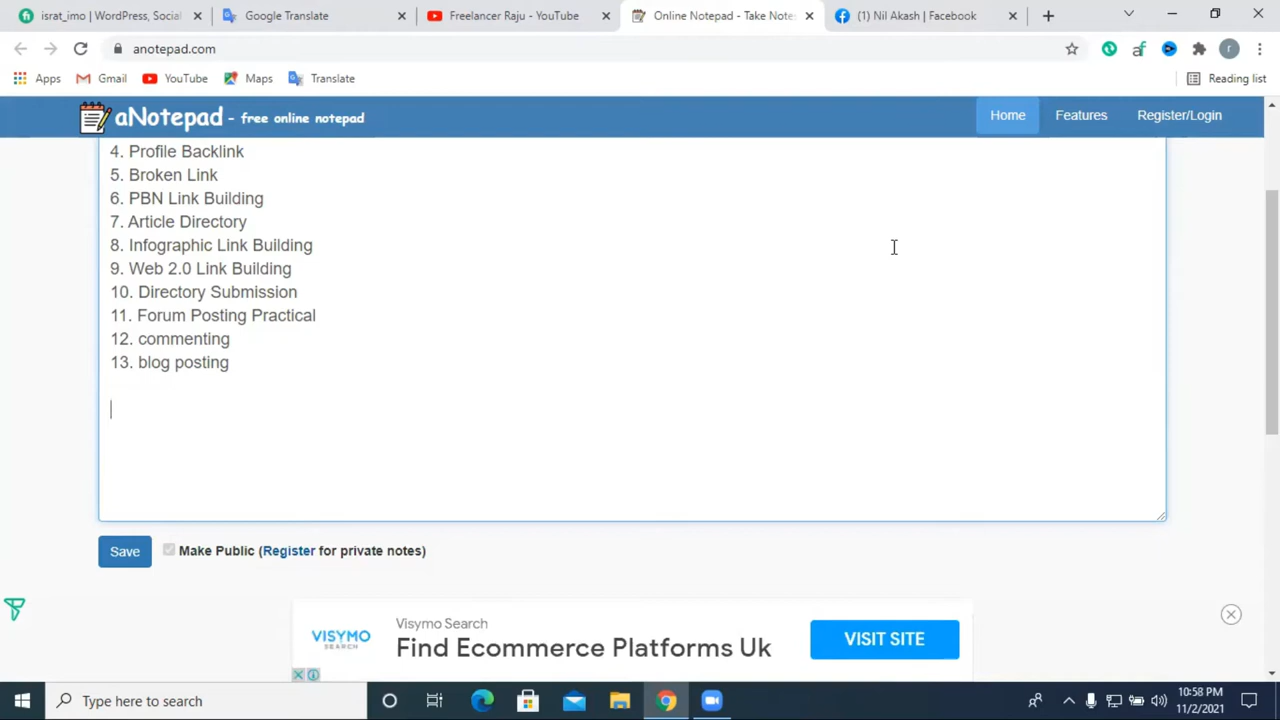 israt_imo | WordPress, Social
Google Translate
Freelancer Raju - YouTube
Online Notepad - Take Notes
(1) Nil Akash | Facebook
anotepad.com
r
Apps
Gmail
YouTube
Maps
Translate
Reading list
aNotepad - free online notepad
Home
Features
Register/Login
4. Profile Backlink
5. Broken Link
6. PBN Link Building
7. Article Directory
8. Infographic Link Building
9. Web 2.0 Link Building
10. Directory Submission
11. Forum Posting Practical
12. commenting
13. blog posting
Save
Make Public (Register for private notes)
VISYMO
SEARCH
Visymo Search
Find Ecommerce Platforms Uk
VISIT SITE
Type here to search
10:58 PM
11/2/2021